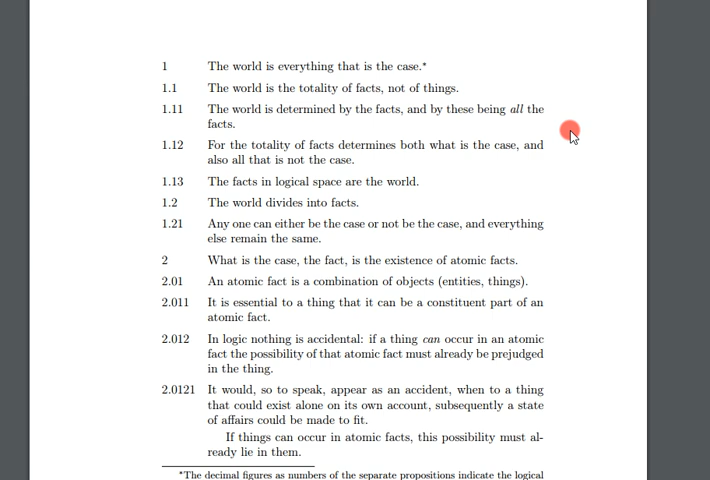 1 The world is everything that is the case.*
1.1 The world is the totality of facts, not of things.
1.11 The world is determined by the facts, and by these being all the
facts.
1.12 For the totality of facts determines both what is the case, and
also all that is not the case.
1.13 The facts in logical space are the world.
1.2 The world divides into facts.
1.21 Any one can either be the case or not be the case, and everything
else remain the same.
2 What is the case, the fact, is the existence of atomic facts.
2.01 An atomic fact is a combination of objects (entities, things).
2.011 It is essential to a thing that it can be a constituent part of an
atomic fact.
2.012 In logic nothing is accidental: if a thing can occur in an atomic
fact the possibility of that atomic fact must already be prejudged
in the thing.
2.0121 It would, so to speak, appear as an accident, when to a thing
that could exist alone on its own account, subsequently a state
of affairs could be made to fit.
If things can occur in atomic facts, this possibility must al-
ready lie in them.
*The decimal figures as numbers of the separate propositions indicate the logical